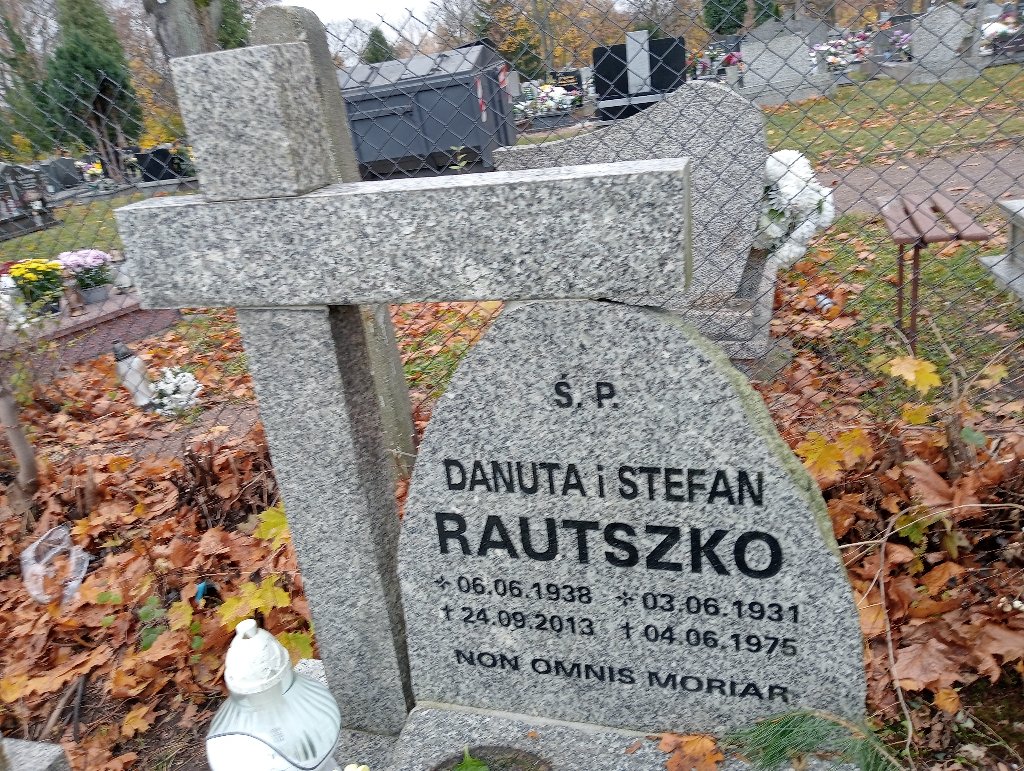 Ś. P.
DANUTA i STEFAN
RAUTSZKO
✢ 06.06.1938 ✢ 03.06.1931
✝ 24.09.2013 ✝ 04.06.1975
NON OMNIS MORIAR